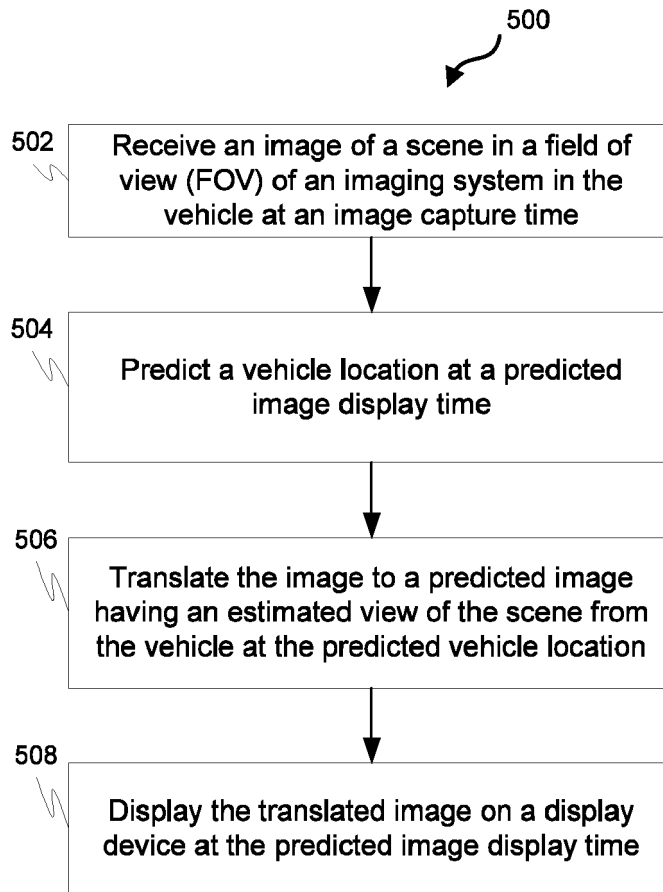 500
502
Receive an image of a scene in a field of
view (FOV) of an imaging system in the
vehicle at an image capture time
504
Predict a vehicle location at a predicted
image display time
506
Translate the image to a predicted image
having an estimated view of the scene from
the vehicle at the predicted vehicle location
508
Display the translated image on a display
device at the predicted image display time